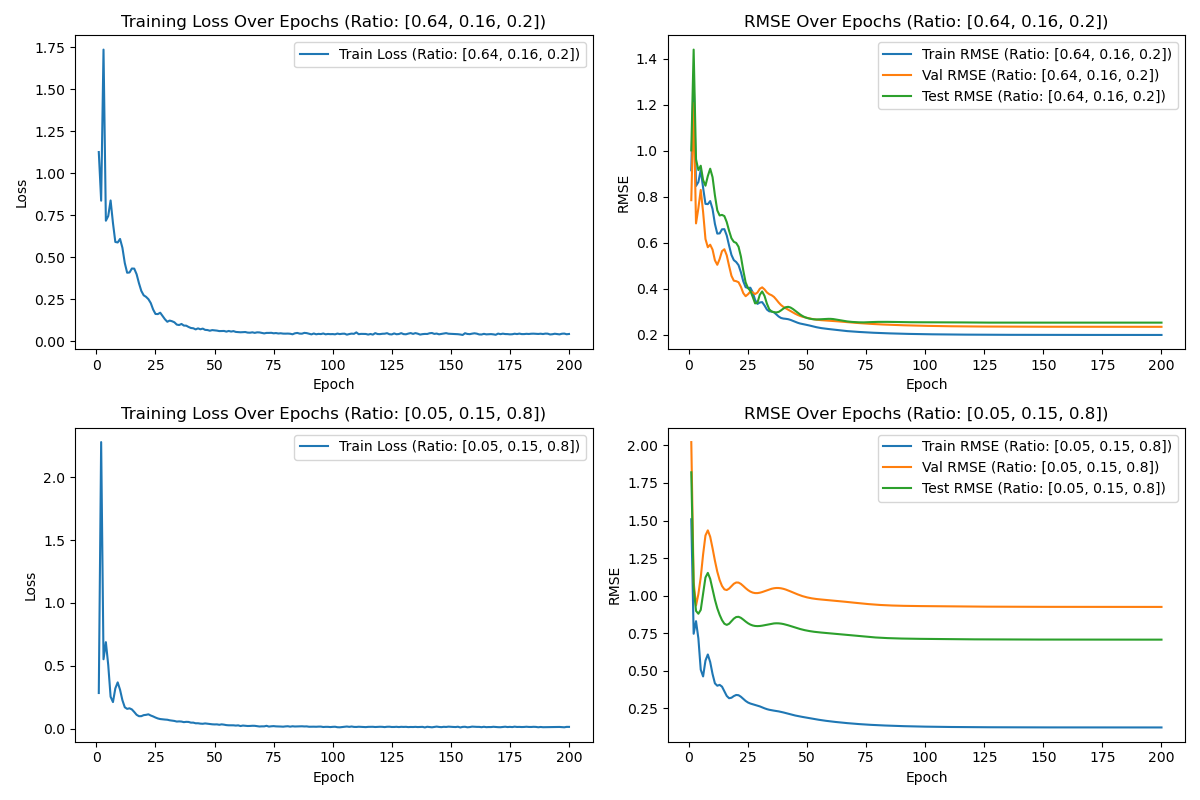 Training Loss Over Epochs (Ratio: [0.64, 0.16, 0.2])
Train Loss (Ratio: [0.64, 0.16, 0.2])
1.75
1.50
1.25
1.00
0.75
0.50
0.25
0.00
Loss
0 25 50 75 100 125 150 175 200
Epoch
RMSE Over Epochs (Ratio: [0.64, 0.16, 0.2])
Train RMSE (Ratio: [0.64, 0.16, 0.2])
Val RMSE (Ratio: [0.64, 0.16, 0.2])
Test RMSE (Ratio: [0.64, 0.16, 0.2])
1.4
1.2
1.0
0.8
0.6
0.4
0.2
RMSE
0 25 50 75 100 125 150 175 200
Epoch
Training Loss Over Epochs (Ratio: [0.05, 0.15, 0.8])
Train Loss (Ratio: [0.05, 0.15, 0.8])
2.0
1.5
1.0
0.5
0.0
Loss
0 25 50 75 100 125 150 175 200
Epoch
RMSE Over Epochs (Ratio: [0.05, 0.15, 0.8])
Train RMSE (Ratio: [0.05, 0.15, 0.8])
Val RMSE (Ratio: [0.05, 0.15, 0.8])
Test RMSE (Ratio: [0.05, 0.15, 0.8])
2.00
1.75
1.50
1.25
1.00
0.75
0.50
0.25
RMSE
0 25 50 75 100 125 150 175 200
Epoch